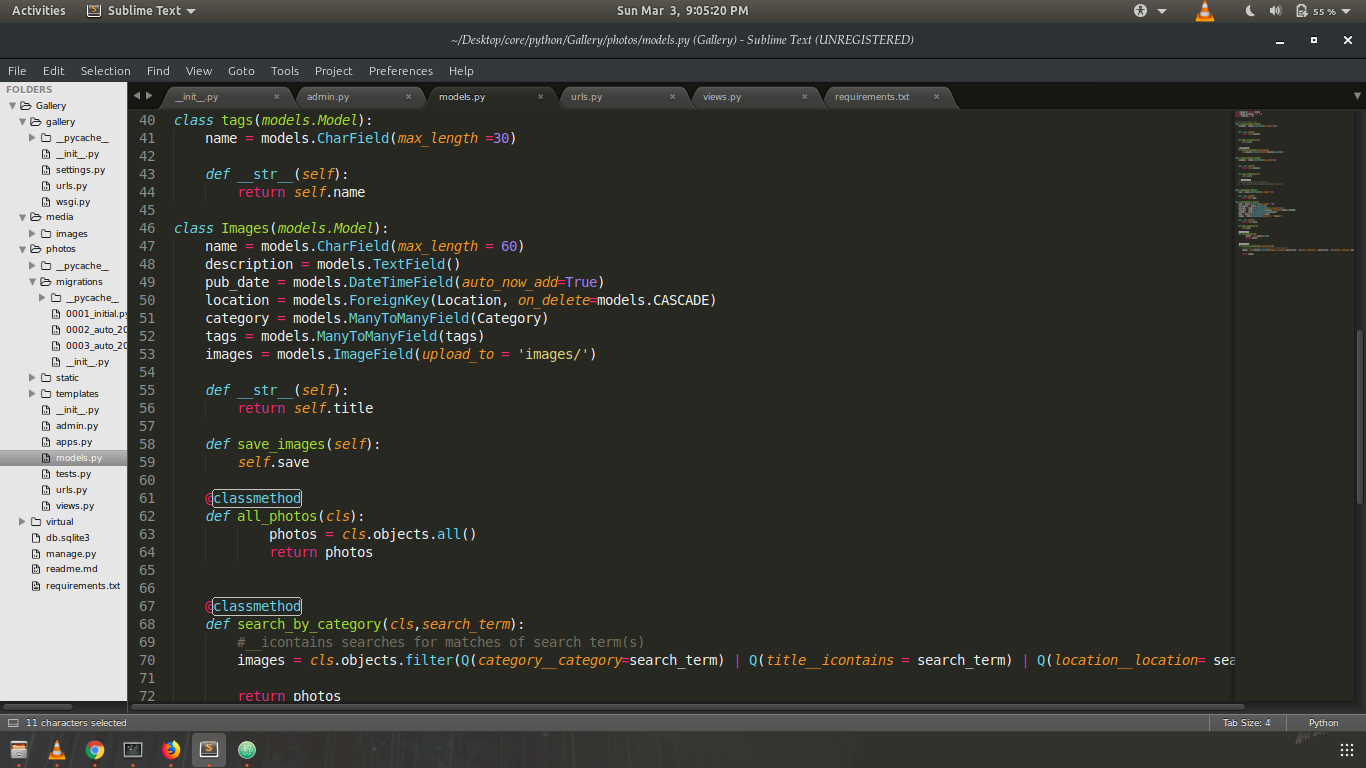 Activities Sublime Text Sun Mar 3, 9:05:20 PM 55 %
~/Desktop/core/python/Gallery/photos/models.py (Gallery) - Sublime Text (UNREGISTERED)
File Edit Selection Find View Goto Tools Project Preferences Help
FOLDERS
Gallery
gallery
__pycache__
__init__.py
settings.py
urls.py
wsgi.py
media
images
photos
__pycache__
migrations
__pycache__
0001_initial.py
0002_auto_20
0003_auto_20
__init__.py
static
templates
__init__.py
admin.py
apps.py
models.py
tests.py
urls.py
views.py
virtual
db.sqlite3
manage.py
readme.md
requirements.txt
__init__.py × admin.py × models.py × urls.py × views.py × requirements.txt ×
40 class tags(models.Model):
41     name = models.CharField(max_length =30)
42
43     def __str__(self):
44         return self.name
45
46 class Images(models.Model):
47     name = models.CharField(max_length = 60)
48     description = models.TextField()
49     pub_date = models.DateTimeField(auto_now_add=True)
50     location = models.ForeignKey(Location, on_delete=models.CASCADE)
51     category = models.ManyToManyField(Category)
52     tags = models.ManyToManyField(tags)
53     images = models.ImageField(upload_to = 'images/')
54
55     def __str__(self):
56         return self.title
57
58     def save_images(self):
59         self.save
60
61     @classmethod
62     def all_photos(cls):
63             photos = cls.objects.all()
64             return photos
65
66
67     @classmethod
68     def search_by_category(cls,search_term):
69         #__icontains searches for matches of search term(s)
70         images = cls.objects.filter(Q(category__category=search_term) | Q(title__icontains = search_term) | Q(location__location= sea
71
72         return photos
11 characters selected Tab Size: 4 Python